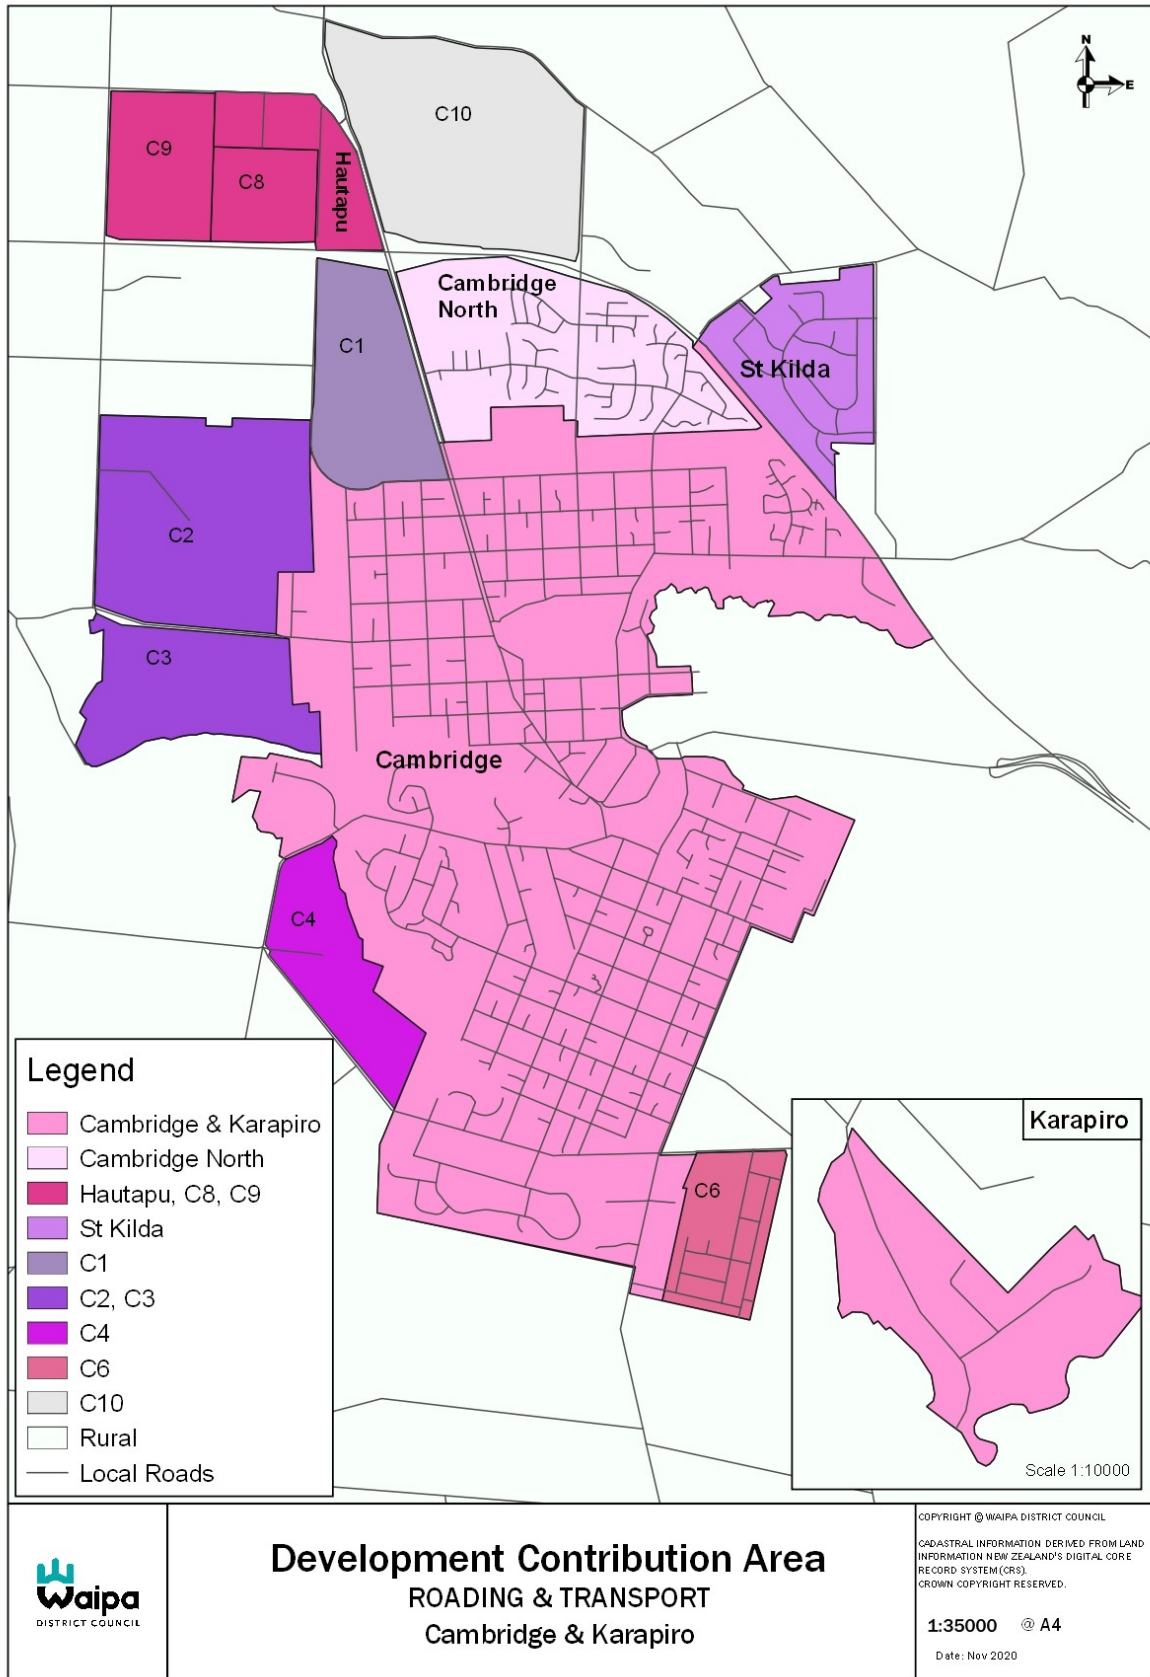 N
E
C10
C9
C8
Hautapu
Cambridge
North
C1
St Kilda
C2
C3
Cambridge
C4
C6
Legend
Cambridge & Karapiro
Cambridge North
Hautapu, C8, C9
St Kilda
C1
C2, C3
C4
C6
C10
Rural
Local Roads
Karapiro
Scale 1:10000
Waipa
DISTRICT COUNCIL
Development Contribution Area
ROADING & TRANSPORT
Cambridge & Karapiro
COPYRIGHT © WAIPA DISTRICT COUNCIL
CADASTRAL INFORMATION DERIVED FROM LAND
INFORMATION NEW ZEALAND'S DIGITAL CORE
RECORD SYSTEM (CRS).
CROWN COPYRIGHT RESERVED.
1:35000 @ A4
Date: Nov 2020